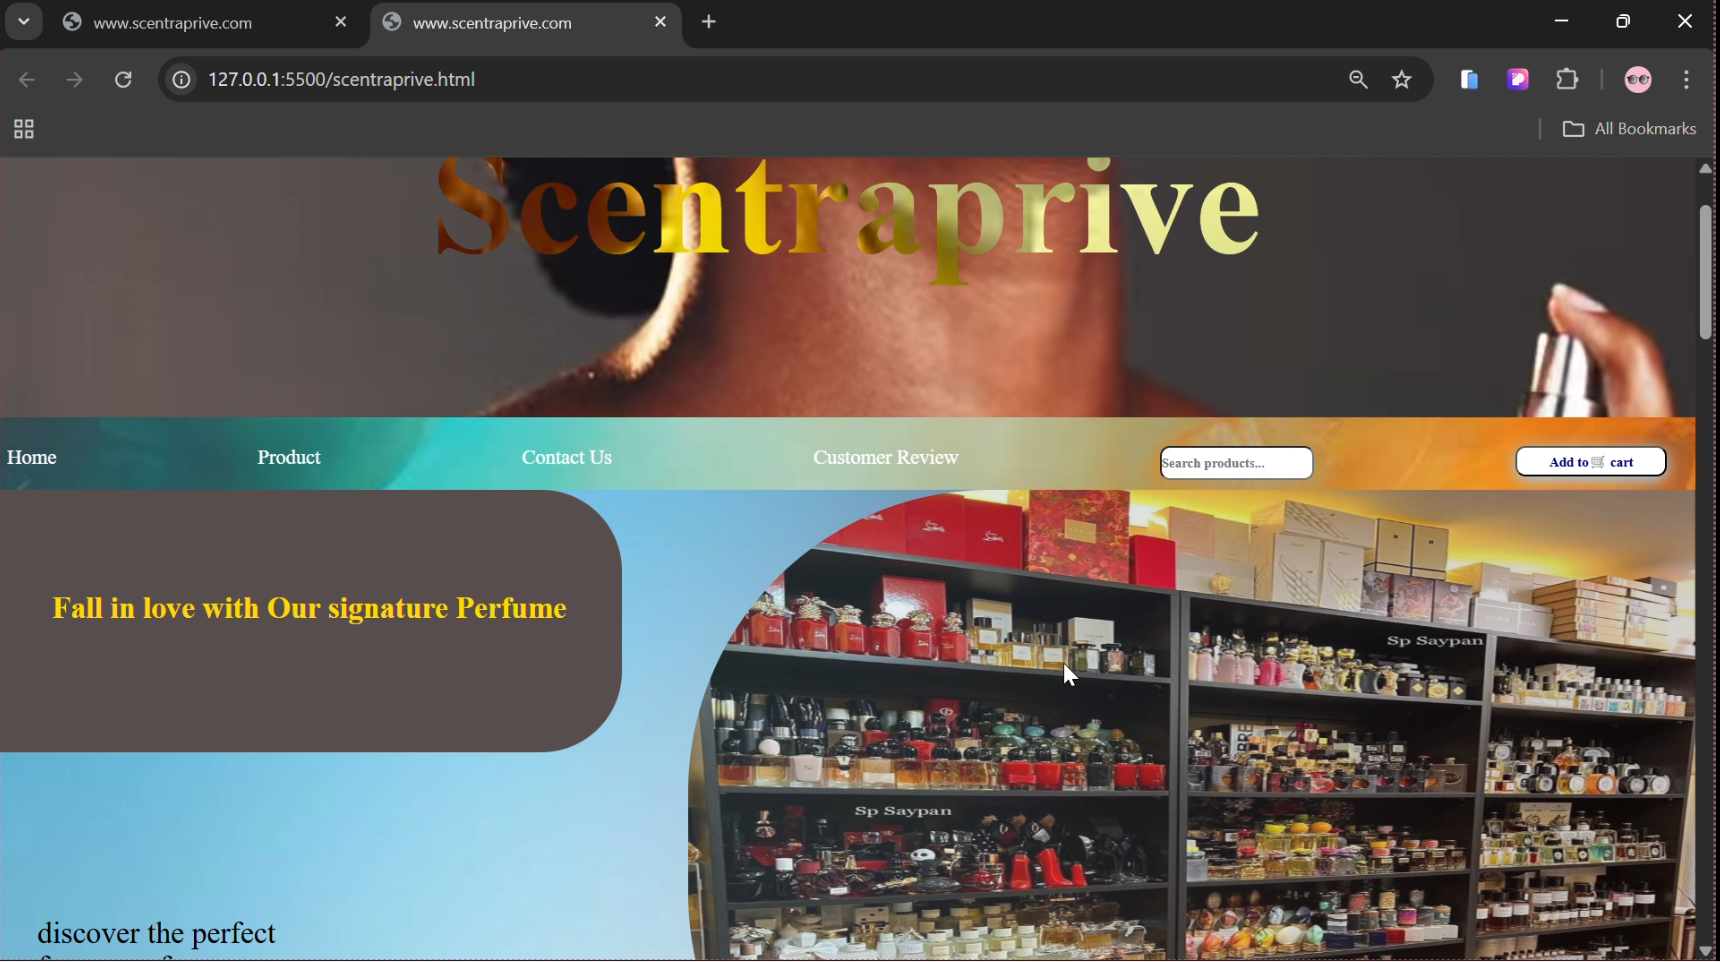 www.scentraprive.com
www.scentraprive.com
127.0.0.1:5500/scentraprive.html
All Bookmarks
Scentraprive
Home
Product
Contact Us
Customer Review
Search products...
Add to🛒 cart
Fall in love with Our signature Perfume
Sp Saypan
Sp Saypan
discover the perfect